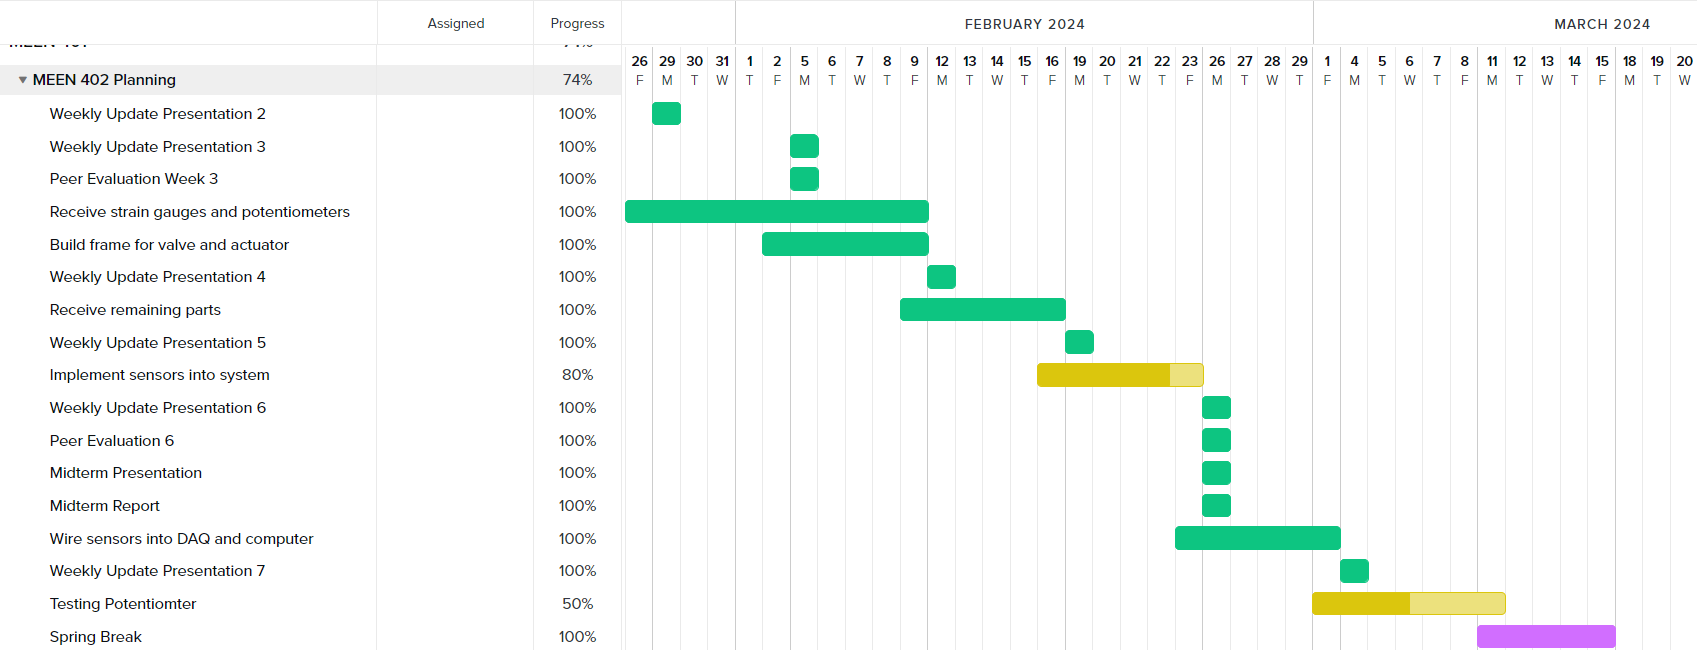 Assigned Progress FEBRUARY 2024 MARCH 2024
26 29 30 31 1 2 5 6 7 8 9 12 13 14 15 16 19 20 21 22 23 26 27 28 29 1 4 5 6 7 8 11 12 13 14 15 18 19 20
▼ MEEN 402 Planning 74% F M T W T F M T W T F M T W T F M T W T F M T W T F M T W T F M T W T F M T W
Weekly Update Presentation 2 100%
Weekly Update Presentation 3 100%
Peer Evaluation Week 3 100%
Receive strain gauges and potentiometers 100%
Build frame for valve and actuator 100%
Weekly Update Presentation 4 100%
Receive remaining parts 100%
Weekly Update Presentation 5 100%
Implement sensors into system 80%
Weekly Update Presentation 6 100%
Peer Evaluation 6 100%
Midterm Presentation 100%
Midterm Report 100%
Wire sensors into DAQ and computer 100%
Weekly Update Presentation 7 100%
Testing Potentiomter 50%
Spring Break 100%